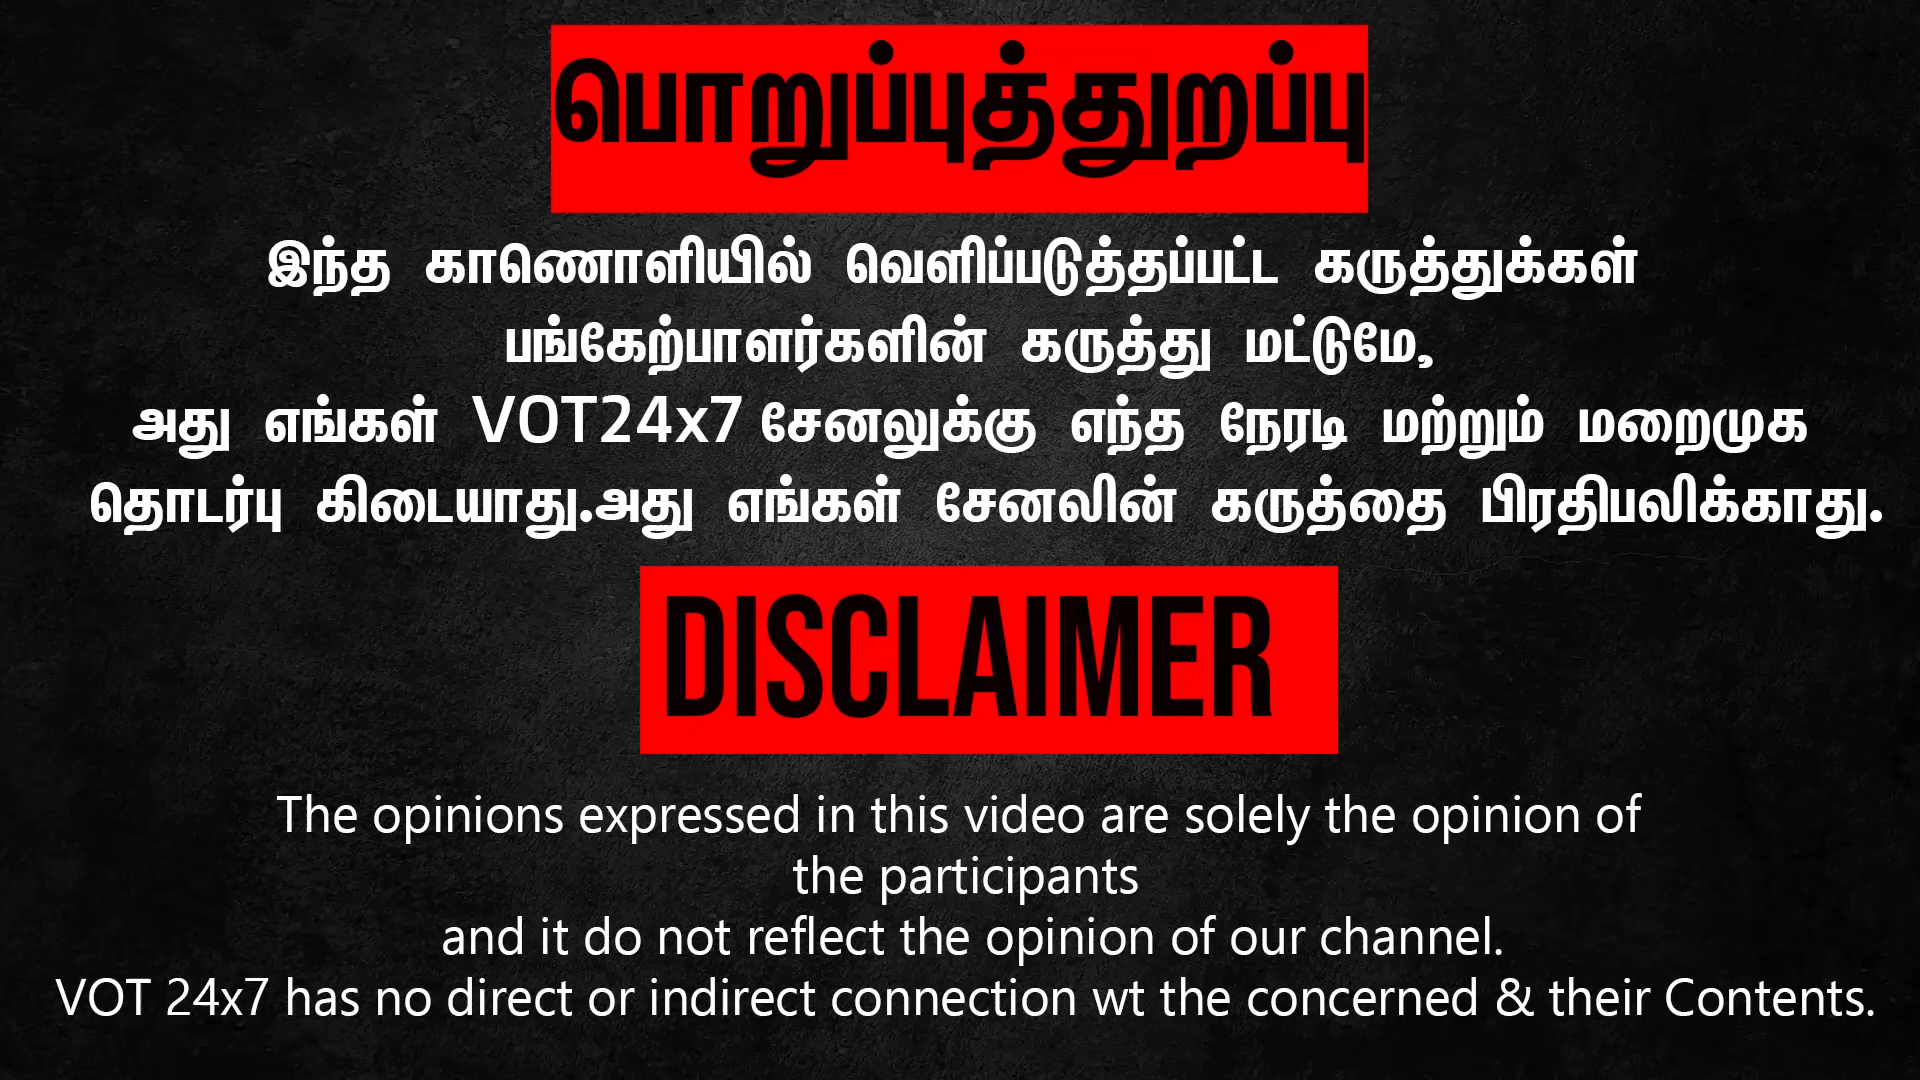 பொறுப்புத்துறப்பு
இந்த காணொளியில் வெளிப்படுத்தப்பட்ட கருத்துக்கள்
பங்கேற்பாளர்களின் கருத்து மட்டுமே,
அது எங்கள் VOT24x7 சேனலுக்கு எந்த நேரடி மற்றும் மறைமுக
தொடர்பு கிடையாது.அது எங்கள் சேனலின் கருத்தை பிரதிபலிக்காது.
DISCLAIMER
The opinions expressed in this video are solely the opinion of
the participants
and it do not reflect the opinion of our channel.
VOT 24x7 has no direct or indirect connection wt the concerned & their Contents.